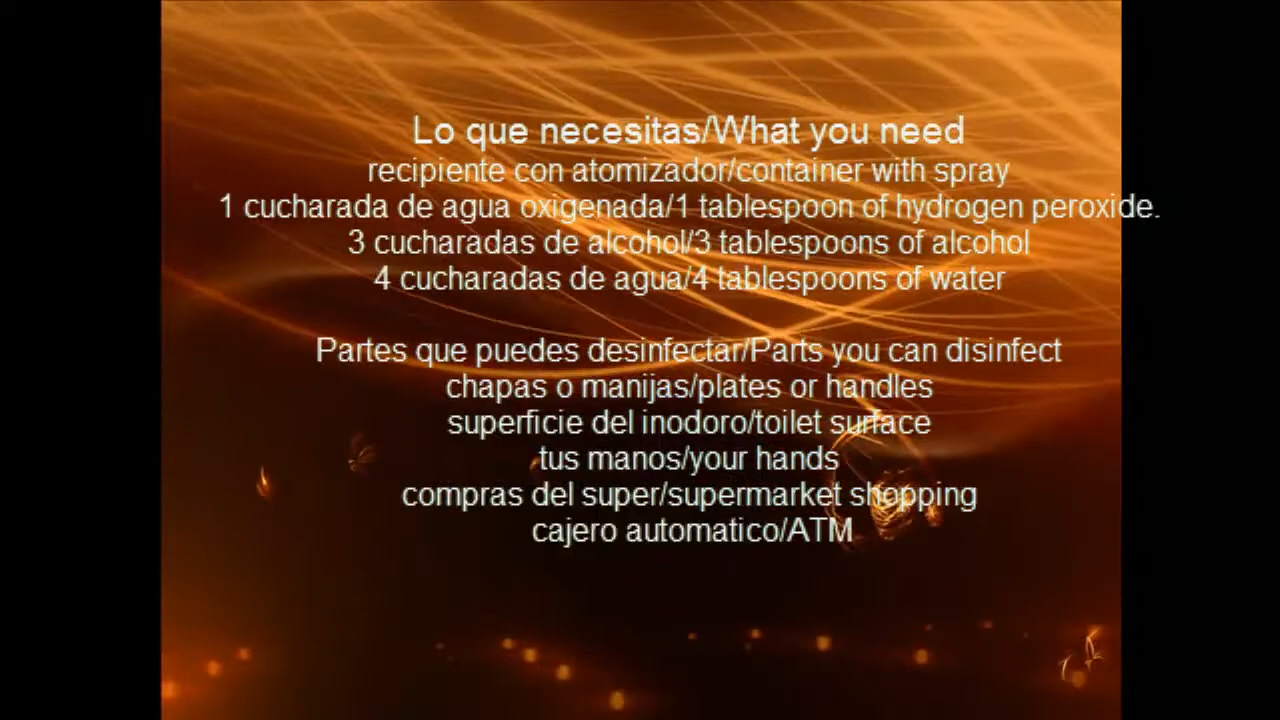 Lo que necesitas/What you need
recipiente con atomizador/container with spray
1 cucharada de agua oxigenada/1 tablespoon of hydrogen peroxide.
3 cucharadas de alcohol/3 tablespoons of alcohol
4 cucharadas de agua/4 tablespoons of water
Partes que puedes desinfectar/Parts you can disinfect
chapas o manijas/plates or handles
superficie del inodoro/toilet surface
tus manos/your hands
compras del super/supermarket shopping
cajero automatico/ATM